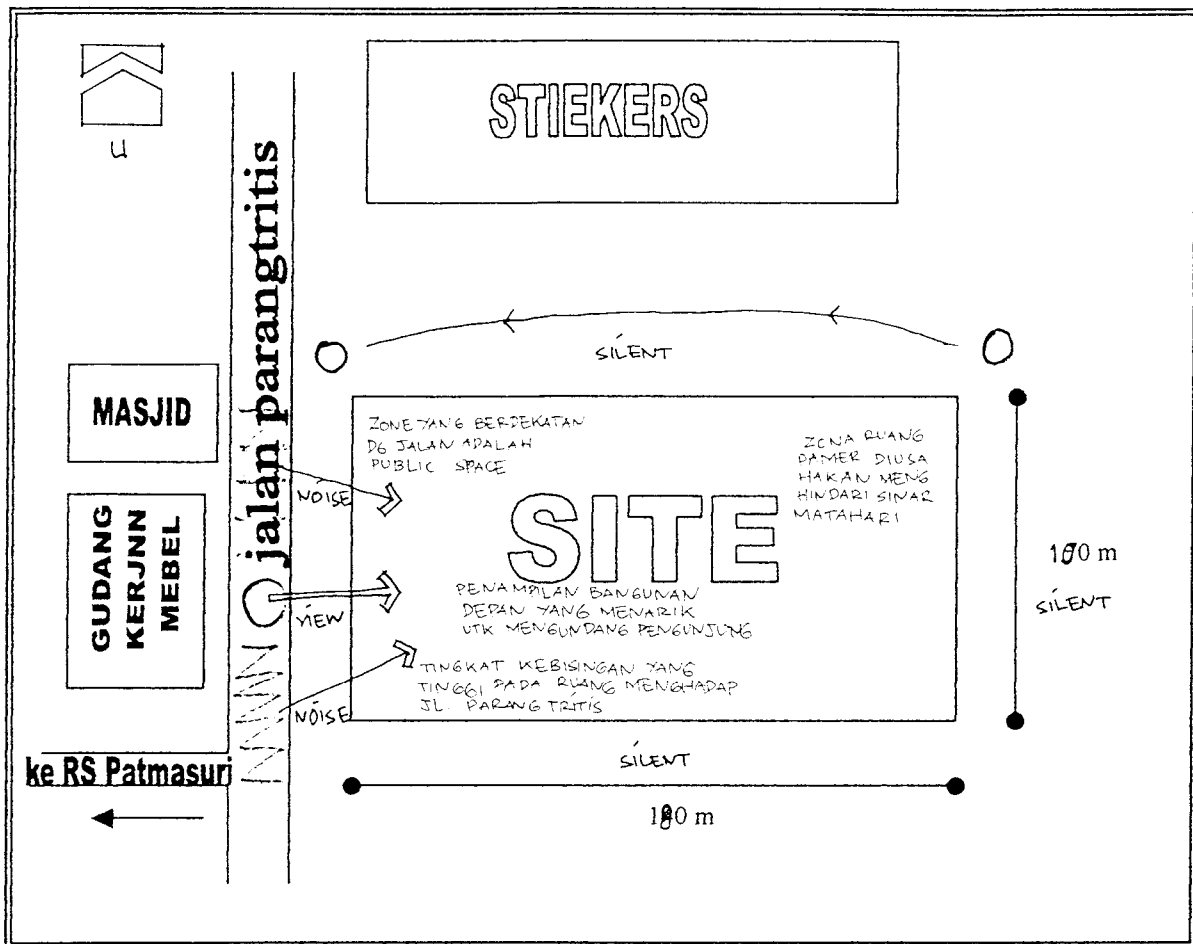 STIEKERS
U
jalan parangtritis
SILENT
MASJID
ZONE YANG BERDEKATAN
DG JALAN ADALAH
PUBLIC SPACE
ZONA RUANG
PAMER DIUSA
HAKAN MENG
HINDARI SINAR
MATAHARI
NOISE
SITE
GUDANG
KERJNN
MEBEL
m
SILENT
VIEW
PENAMPILAN BANGUNAN
DEPAN YANG MENARIK
UTK MENGUNDANG PENGUNJUNG
TINGKAT KEBISINGAN YANG
TINGGI PADA RUANG MENGHADAP
JL. PARANG TRITIS
NOISE
SILENT
ke RS Patmasuri
m